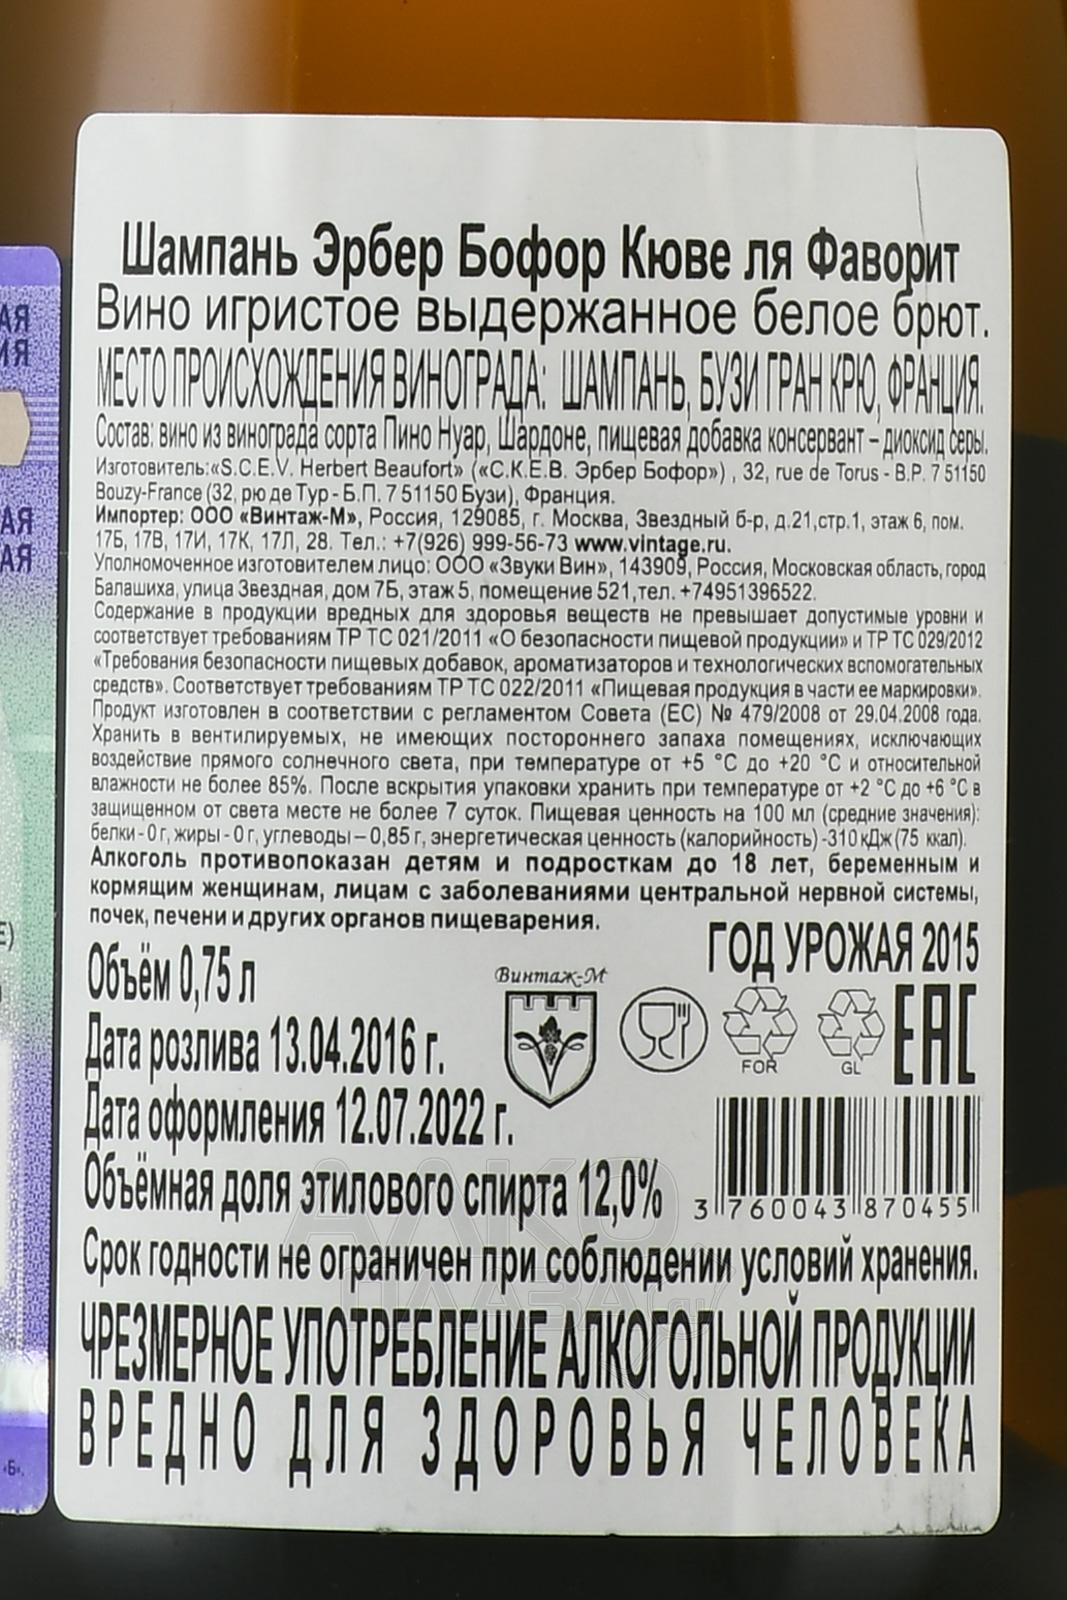 Шампань Эрбер Бофор Кюве ля Фаворит
Вино игристое выдержанное белое брют.
МЕСТО ПРОИСХОЖДЕНИЯ ВИНОГРАДА: ШАМПАНЬ, БУЗИ ГРАН КРЮ, ФРАНЦИЯ.
Состав: вино из винограда сорта Пино Нуар, Шардоне, пищевая добавка консервант – диоксид серы.
Изготовитель:«S.C.E.V. Herbert Beaufort» («С.К.Е.В. Эрбер Бофор») , 32, rue de Torus - B.P. 7 51150
Bouzy-France (32, рю де Тур - Б.П. 7 51150 Бузи), Франция.
Импортер: ООО «Винтаж-М», Россия, 129085, г. Москва, Звездный б-р, д.21,стр.1, этаж 6, пом.
17Б, 17В, 17И, 17К, 17Л, 28. Тел.: +7(926) 999-56-73 www.vintage.ru.
Уполномоченное изготовителем лицо: ООО «Звуки Вин», 143909, Россия, Московская область, город
Балашиха, улица Звездная, дом 7Б, этаж 5, помещение 521,тел. +74951396522.
Содержание в продукции вредных для здоровья веществ не превышает допустимые уровни и
соответствует требованиям ТР ТС 021/2011 «О безопасности пищевой продукции» и ТР ТС 029/2012
«Требования безопасности пищевых добавок, ароматизаторов и технологических вспомогательных
средств». Соответствует требованиям ТР ТС 022/2011 «Пищевая продукция в части ее маркировки».
Продукт изготовлен в соответствии с регламентом Совета (ЕС) № 479/2008 от 29.04.2008 года.
Хранить в вентилируемых, не имеющих постороннего запаха помещениях, исключающих
воздействие прямого солнечного света, при температуре от +5 °С до +20 °С и относительной
влажности не более 85%. После вскрытия упаковки хранить при температуре от +2 °С до +6 °С в
защищенном от света месте не более 7 суток. Пищевая ценность на 100 мл (средние значения):
белки - 0 г, жиры - 0 г, углеводы – 0,85 г, энергетическая ценность (калорийность) -310 кДж (75 ккал).
Алкоголь противопоказан детям и подросткам до 18 лет, беременным и
кормящим женщинам, лицам с заболеваниями центральной нервной системы,
почек, печени и других органов пищеварения.
ГОД УРОЖАЯ 2015
Объём 0,75 л
Винтаж-М
Дата розлива 13.04.2016 г.
FOR
GL
EAC
Дата оформления 12.07.2022 г.
Объёмная доля этилового спирта 12,0%
3 760043 870455
Срок годности не ограничен при соблюдении условий хранения.
ЧРЕЗМЕРНОЕ УПОТРЕБЛЕНИЕ АЛКОГОЛЬНОЙ ПРОДУКЦИИ
ВРЕДНО ДЛЯ ЗДОРОВЬЯ ЧЕЛОВЕКА
АЯ
ИЯ
АЯ
АЯ
Е)
«Б».
АЛКО
ПЛАЗА.ru